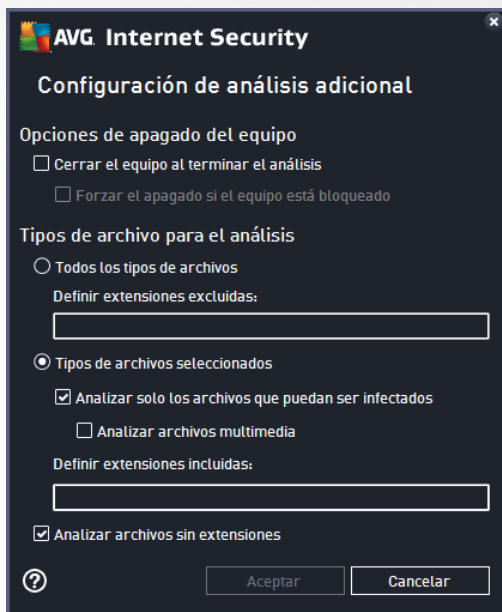 AVG Internet Security
Configuración de análisis adicional
Opciones de apagado del equipo
Cerrar el equipo al terminar el análisis
Forzar el apagado si el equipo está bloqueado
Tipos de archivo para el análisis
Todos los tipos de archivos
Definir extensiones excluidas:
Tipos de archivos seleccionados
Analizar solo los archivos que puedan ser infectados
Analizar archivos multimedia
Definir extensiones incluidas:
Analizar archivos sin extensiones
?
Aceptar
Cancelar